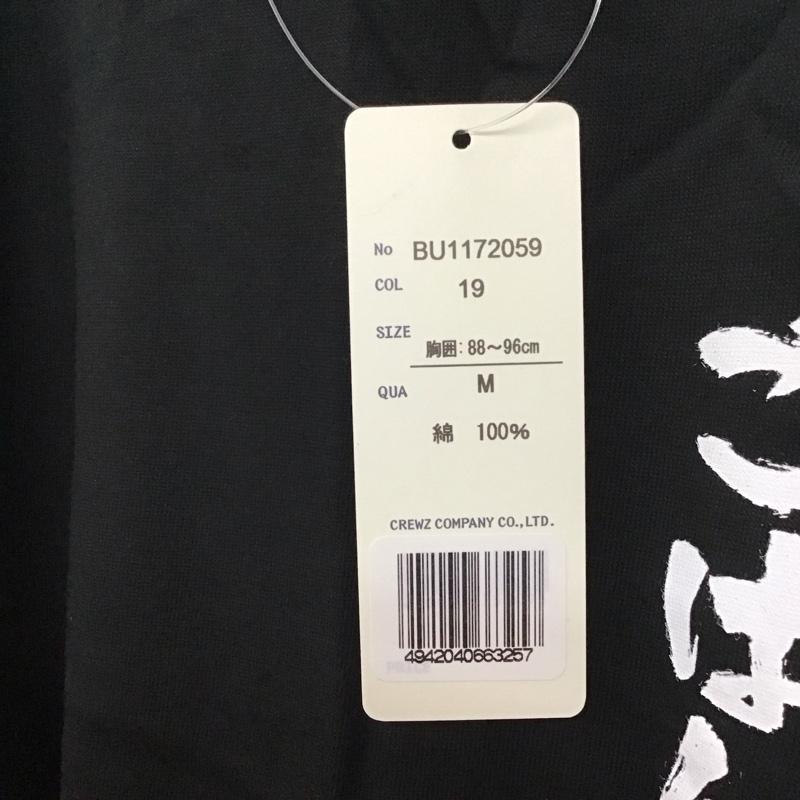 No BU1172059
COL 19
SIZE 胸囲: 88～96cm
M
QUA
綿 100%
CREWZ COMPANY CO.,LTD.
4942040663257